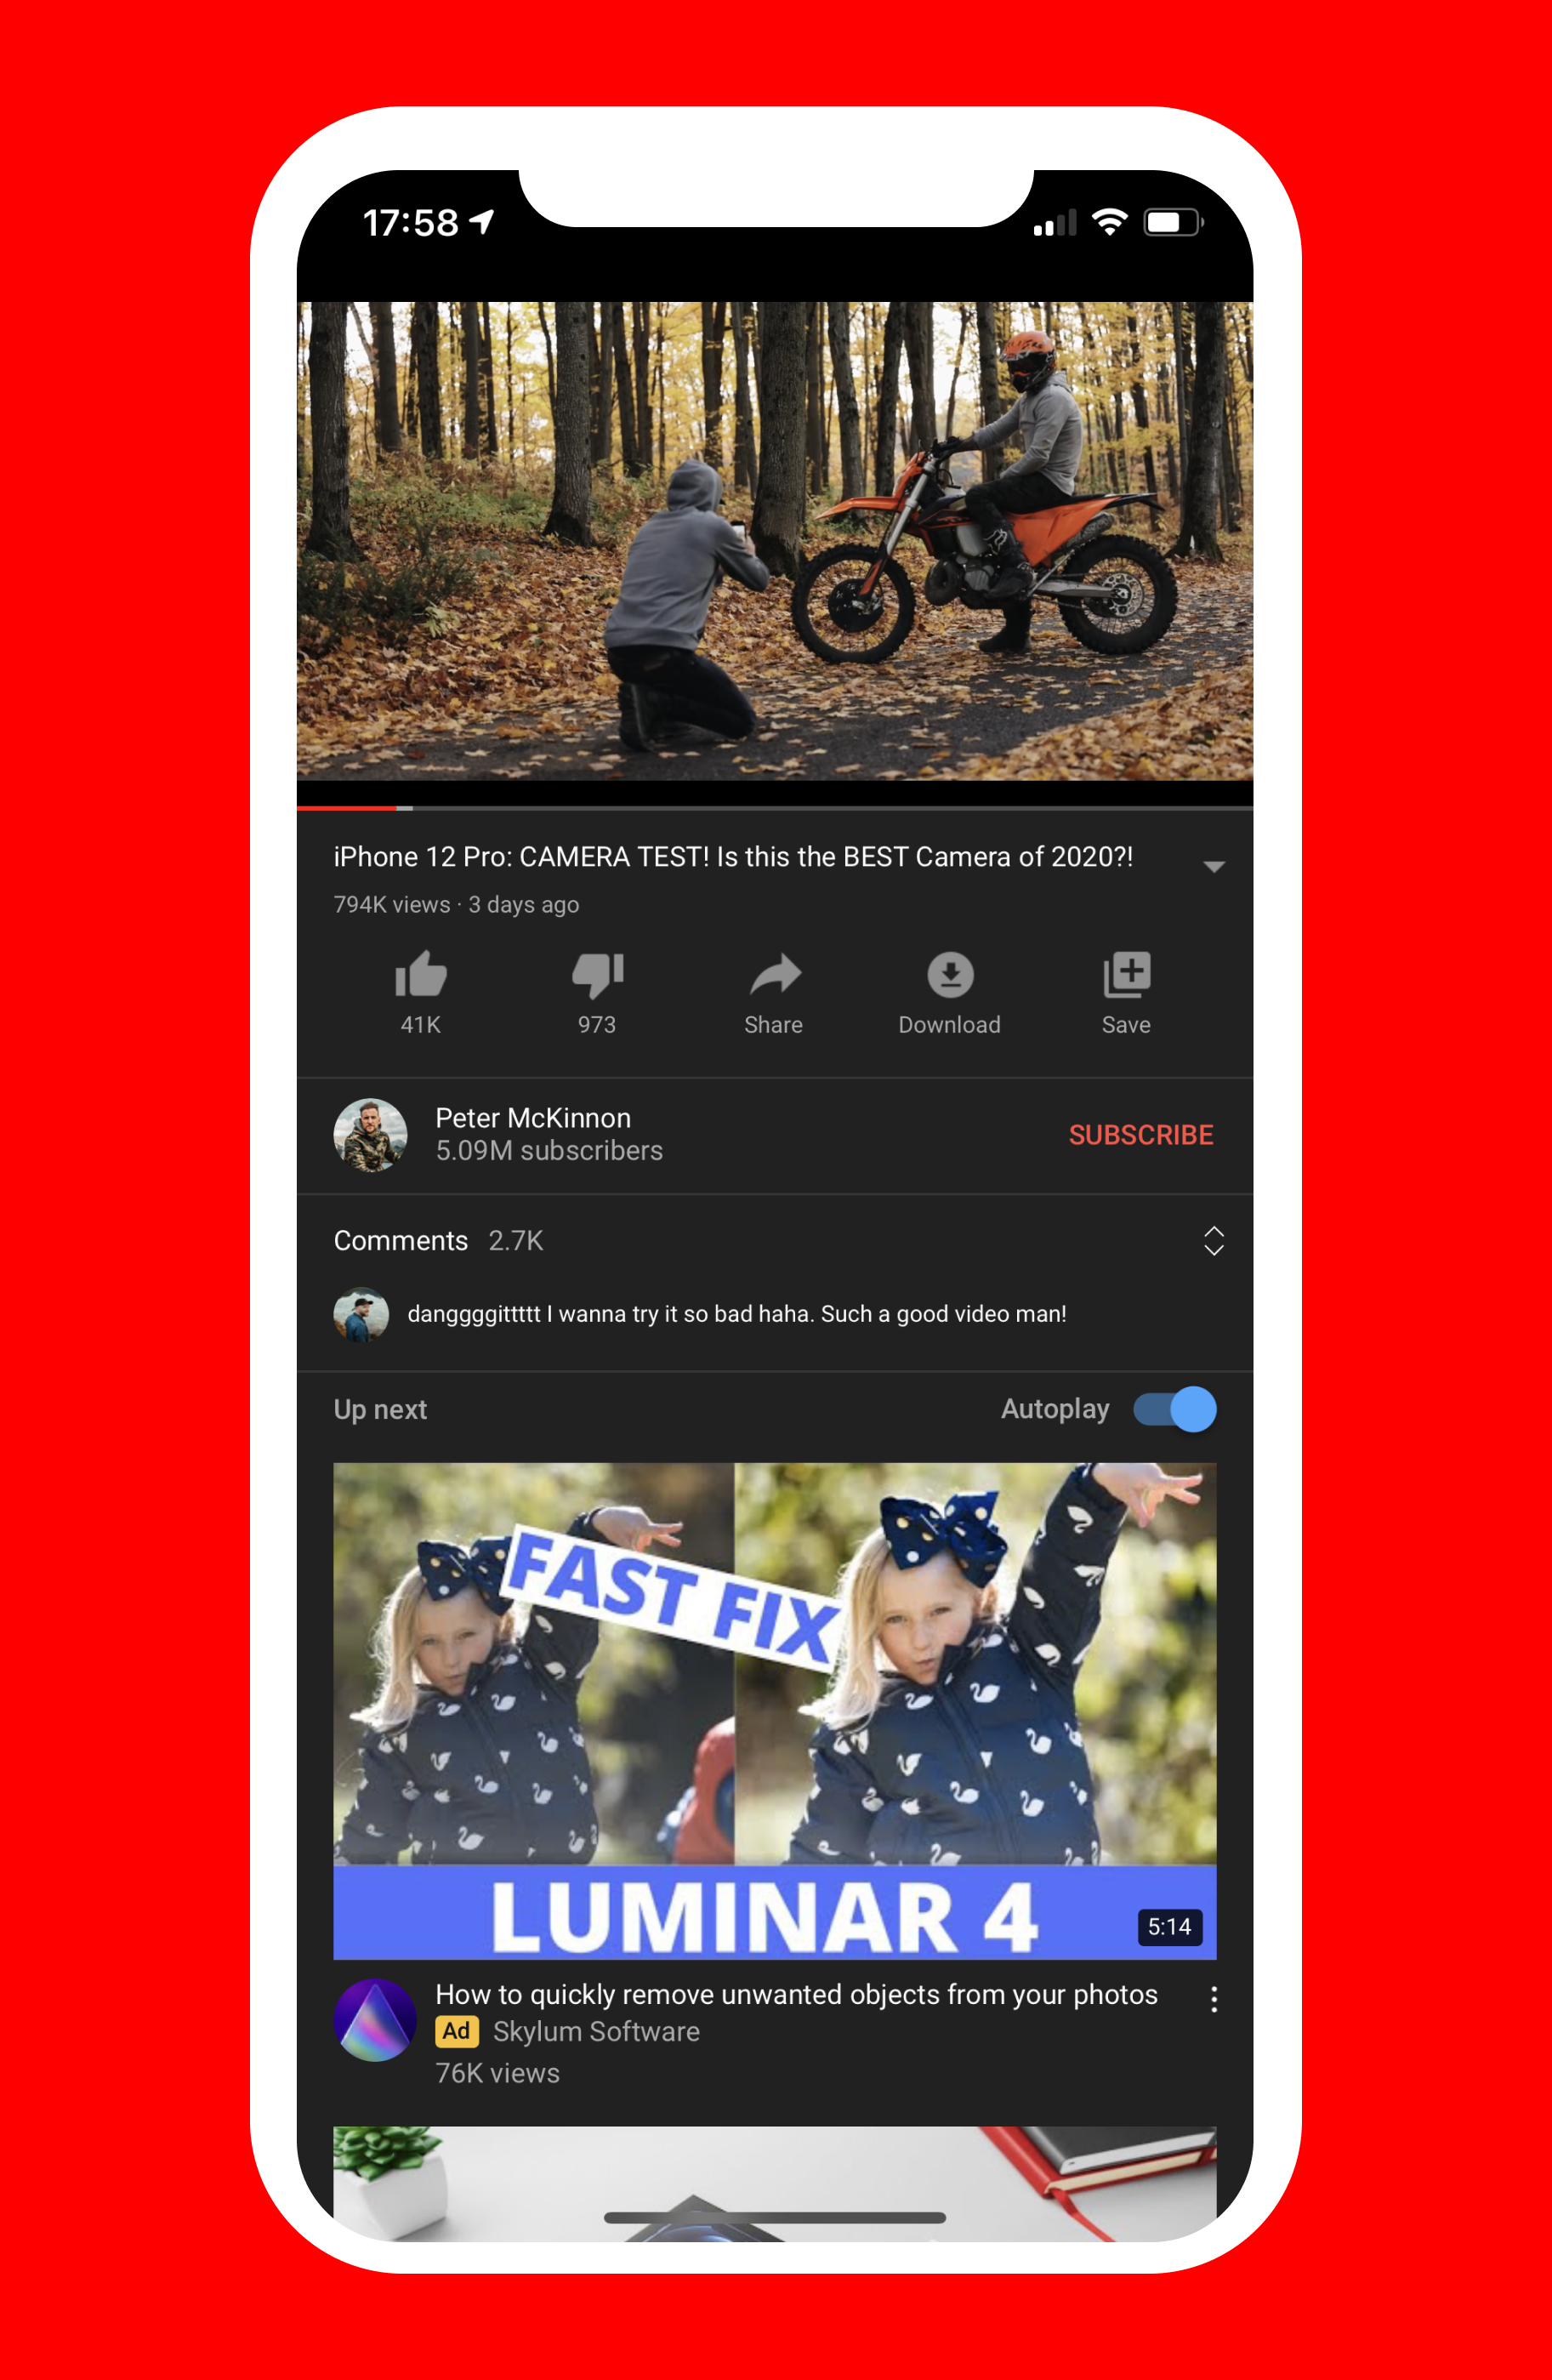 17:58
iPhone 12 Pro: CAMERA TEST! Is this the BEST Camera of 2020?!
794K views · 3 days ago
41K 973 Share Download Save
Peter McKinnon
5.09M subscribers
SUBSCRIBE
Comments 2.7K
danggggittttt I wanna try it so bad haha. Such a good video man!
Up next Autoplay
FAST FIX
LUMINAR 4
5:14
How to quickly remove unwanted objects from your photos
Ad Skylum Software
76K views